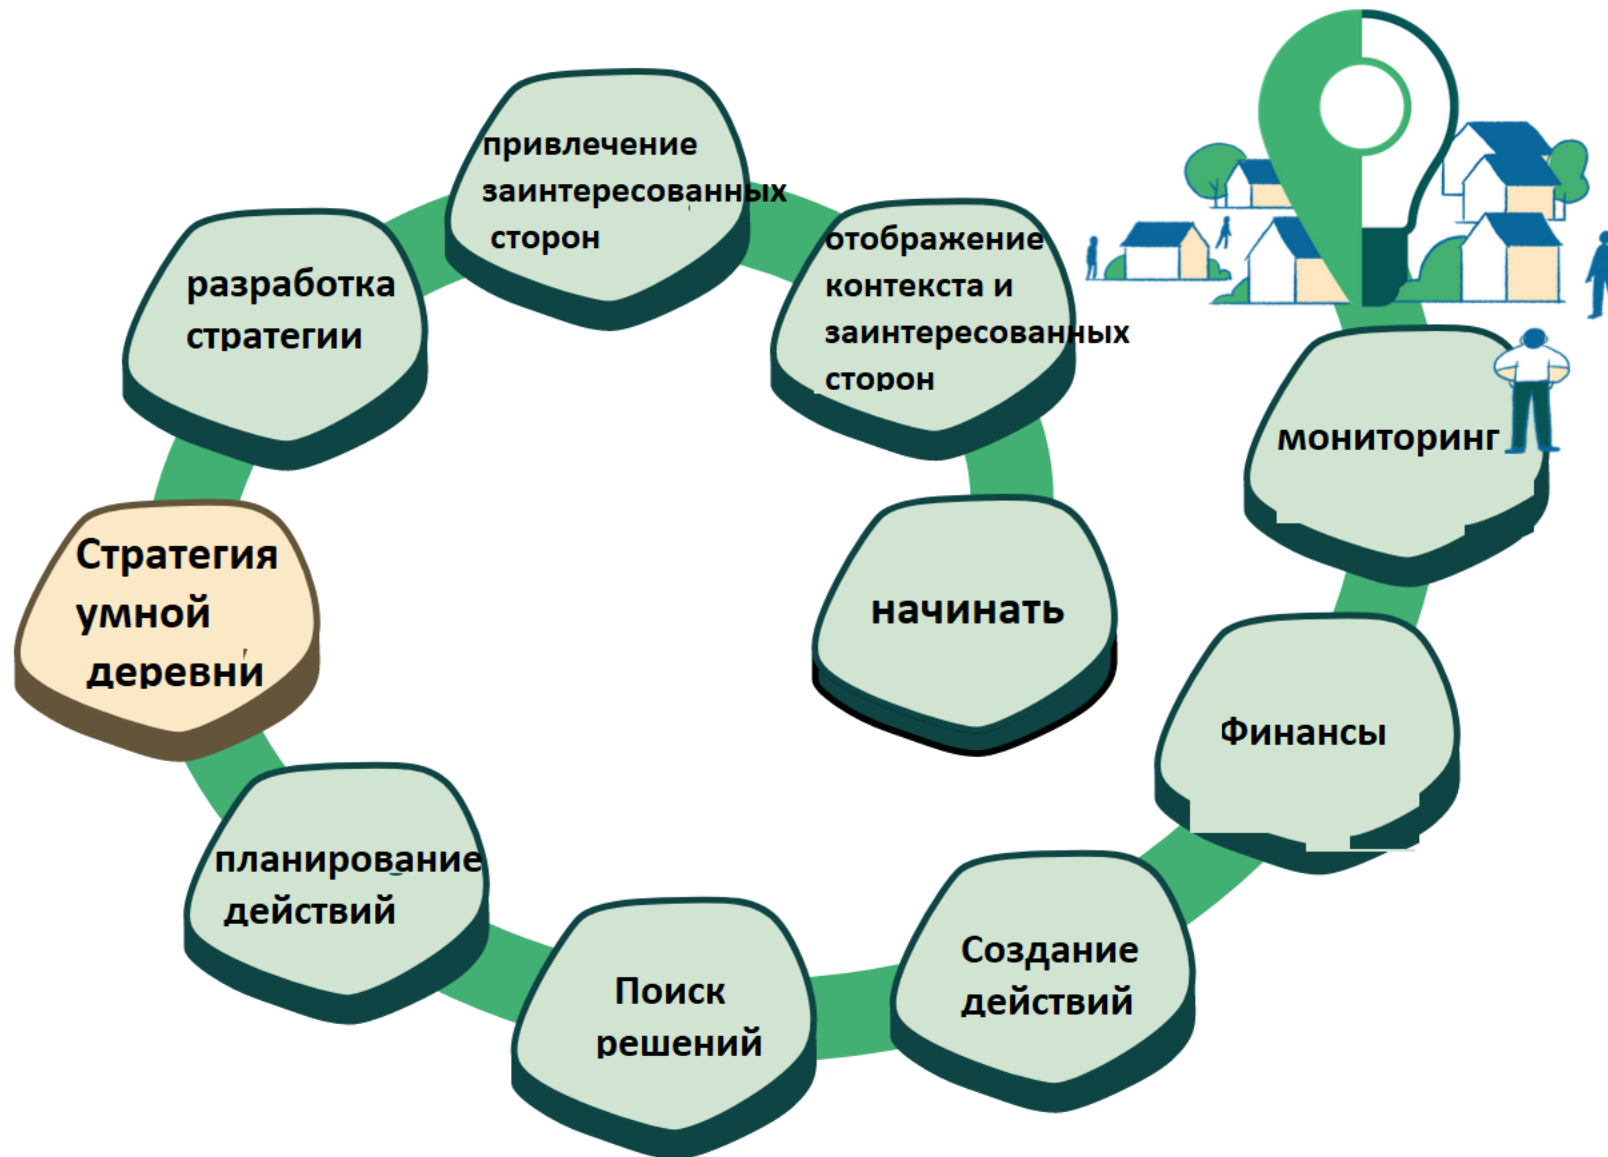 привлечение
заинтересованных
сторон
отображение
контекста и
заинтересованных
сторон
разработка
стратегии
мониторинг
Стратегия
умной
деревни
начинать
Финансы
планирование
действий
Поиск
решений
Создание
действий